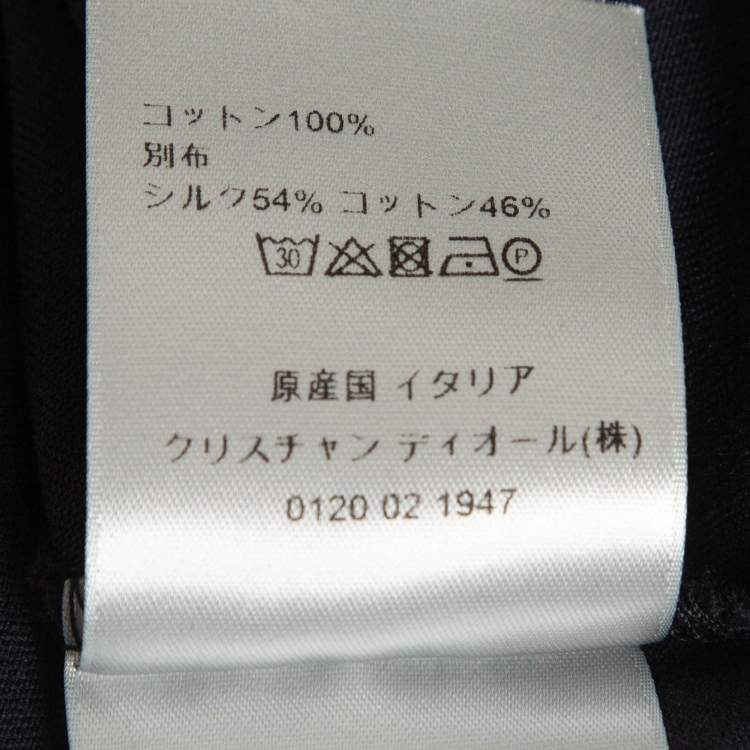 コットン100%
別布
シルク54% コットン46%
30 P
原産国 イタリア
クリスチャン ディオール(株)
0120 02 1947